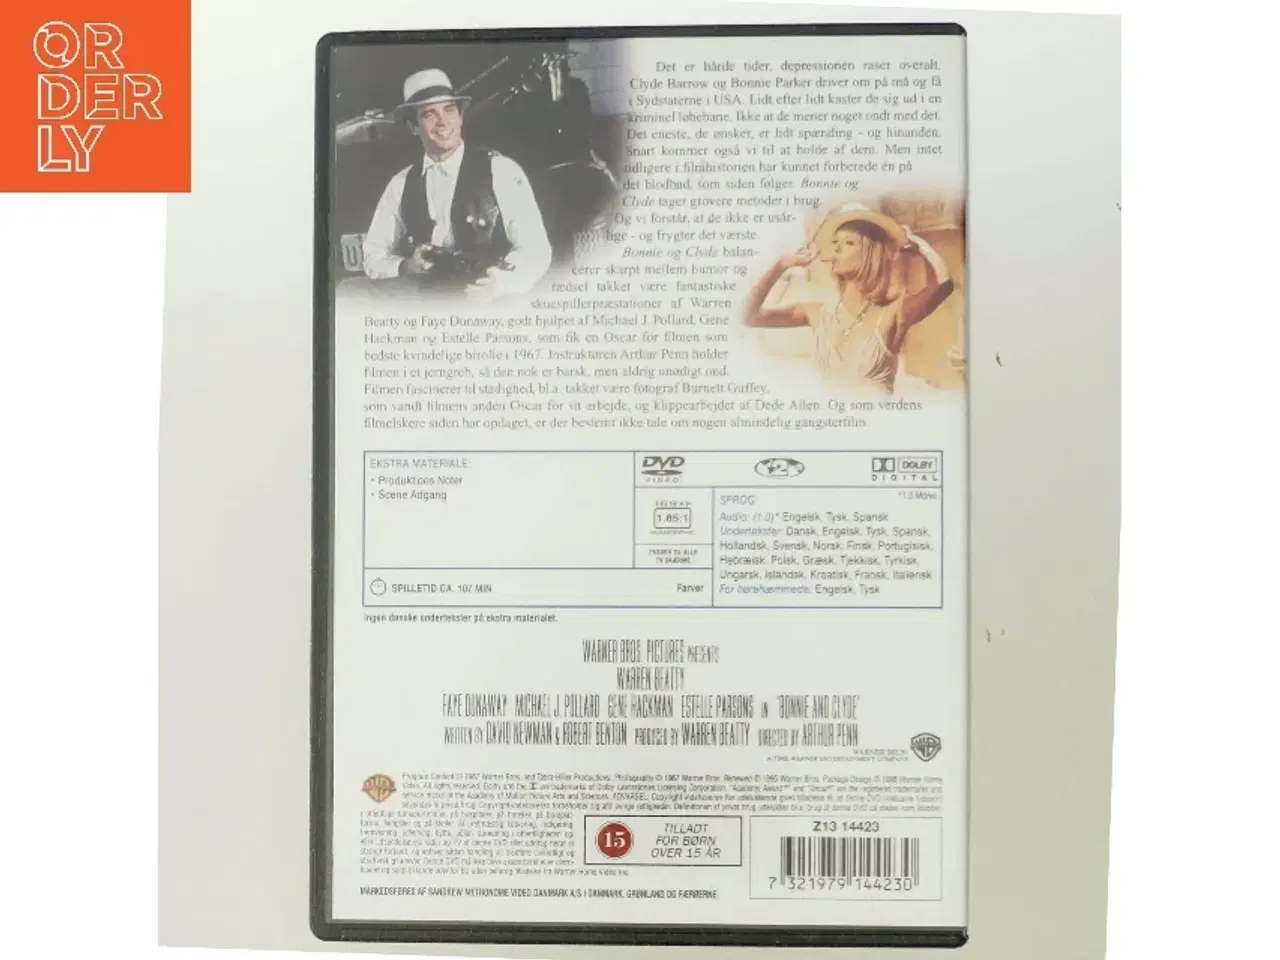 ORDERLY
Det er hårde tider, depressionen raser overalt.
Clyde Barrow og Bonnie Parker driver om på må og få
i Sydstaterne i USA. Lidt efter lidt kaster de sig ud i en
kriminel løbebane. Ikke at de mener noget ondt med det.
Det eneste, de ønsker, er lidt spænding - og hinanden.
Snart kommer også vi til at holde af dem. Men intet
tidligere i filmhistorien har kunnet forberede én på
det blodbad, som siden følger. Bonnie og
Clyde tager grovere metoder i brug.
Og vi forstår, at de ikke er usår-
lige - og frygter det værste.
Bonnie og Clyde balan-
cerer skarpt mellem humor og
rædsel takket være fantastiske
skuespillerpræstationer af Warren
Beatty og Faye Dunaway, godt hjulpet af Michael J. Pollard, Gene
Hackman og Estelle Parsons, som fik en Oscar for filmen som
bedste kvindelige birolle i 1967. Instruktøren Arthur Penn holder
filmen i et jerngreb, så den nok er barsk, men aldrig unødigt ond.
Filmen fascinerer til stadighed, bl.a. takket være fotograf Burnett Guffey,
som vandt filmens anden Oscar for sit arbejde, og klippearbejdet af Dede Allen. Og som verdens
filmelskere siden har opdaget, er der bestemt ikke tale om nogen almindelig gangsterfilm.
EKSTRA MATERIALE:
• Produktions Noter
• Scene Adgang
DVD
VIDEO
2
DOLBY
DIGITAL
*1.0 Mono
1.85:1
SPROG:
Audio: (1.0)* Engelsk, Tysk, Spansk
Undertekster: Dansk, Engelsk, Tysk, Spansk,
Hollandsk, Svensk, Norsk, Finsk, Portugisisk,
Hebræisk, Polsk, Græsk, Tjekkisk, Tyrkisk,
Ungarsk, Islandsk, Kroatisk, Fransk, Italiensk
For hørehæmmede: Engelsk, Tysk
SPILLETID CA. 107 MIN
Farver
Ingen danske undertekster på ekstra materialet.
WARNER BROS. PICTURES PRESENTS
WARREN BEATTY
FAYE DUNAWAY MICHAEL J. POLLARD GENE HACKMAN ESTELLE PARSONS IN "BONNIE AND CLYDE"
WRITTEN BY DAVID NEWMAN & ROBERT BENTON PRODUCED BY WARREN BEATTY DIRECTED BY ARTHUR PENN
WARNER BROS.
A TIME WARNER ENTERTAINMENT COMPANY
15
TILLADT
FOR BØRN
OVER 15 ÅR
Z13 14423
7 321979 144230
MARKEDSFØRES AF SANDREW METRONOME VIDEO DANMARK A/S I DANMARK, GRØNLAND OG FÆRØERNE.